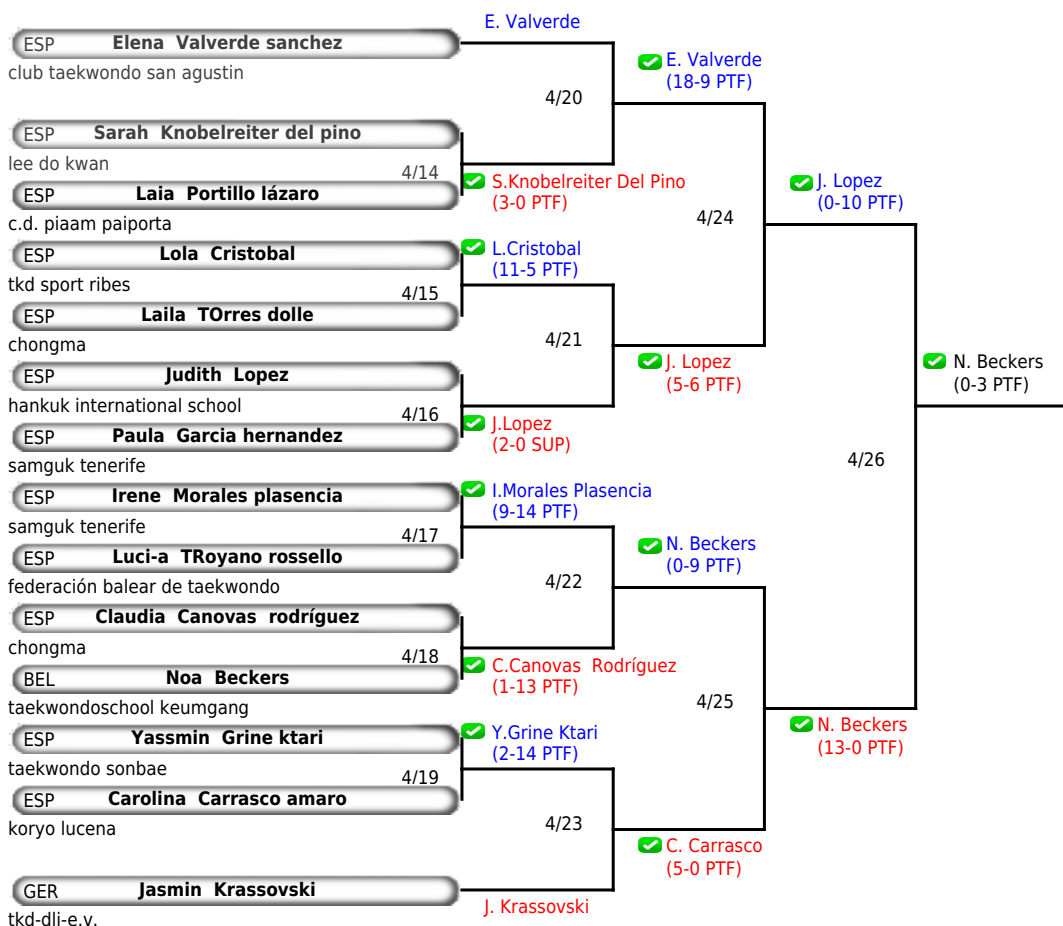 E. Valverde
ESP Elena Valverde sanchez
club taekwondo san agustin
E. Valverde
(18-9 PTF)
4/20
ESP Sarah Knobelreiter del pino
lee do kwan
4/14
ESP Laia Portillo lázaro
c.d. piaam paiporta
S.Knobelreiter Del Pino
(3-0 PTF)
J. Lopez
(0-10 PTF)
4/24
ESP Lola Cristobal
tkd sport ribes
L.Cristobal
(11-5 PTF)
4/15
ESP Laila TOrres dolle
chongma
4/21
J. Lopez
(5-6 PTF)
ESP Judith Lopez
hankuk international school
4/16
ESP Paula Garcia hernandez
samguk tenerife
J.Lopez
(2-0 SUP)
N. Beckers
(0-3 PTF)
4/26
ESP Irene Morales plasencia
samguk tenerife
I.Morales Plasencia
(9-14 PTF)
4/17
ESP Luci-a TRoyano rossello
federación balear de taekwondo
N. Beckers
(0-9 PTF)
4/22
ESP Claudia Canovas rodríguez
chongma
4/18
BEL Noa Beckers
taekwondoschool keumgang
C.Canovas Rodríguez
(1-13 PTF)
4/25
N. Beckers
(13-0 PTF)
ESP Yassmin Grine ktari
taekwondo sonbae
Y.Grine Ktari
(2-14 PTF)
4/19
ESP Carolina Carrasco amaro
koryo lucena
4/23
C. Carrasco
(5-0 PTF)
GER Jasmin Krassovski
tkd-dli-e.v.
J. Krassovski